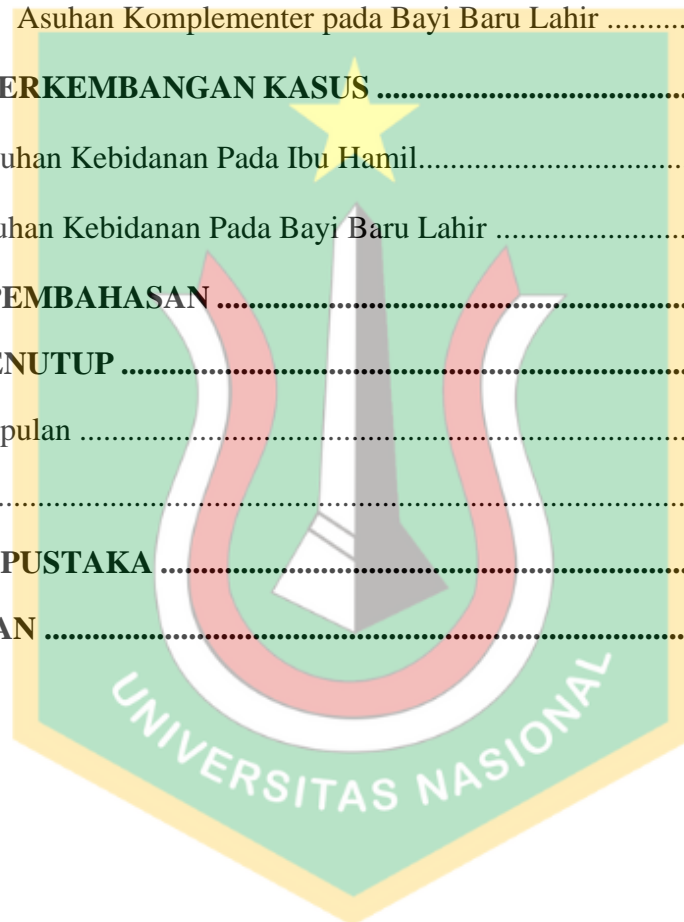 Asuhan Komplementer pada Bayi Baru Lahir ..........
ERKEMBANGAN KASUS ........................................
uhan Kebidanan Pada Ibu Hamil..................................
uhan Kebidanan Pada Bayi Baru Lahir ........................
PEMBAHASAN ............................................................
ENUTUP ........................................................................
pulan ..............................................................................
........................................................................................
PUSTAKA ...................................................................
AN ................................................................................
UNIVERSITAS NASIONAL